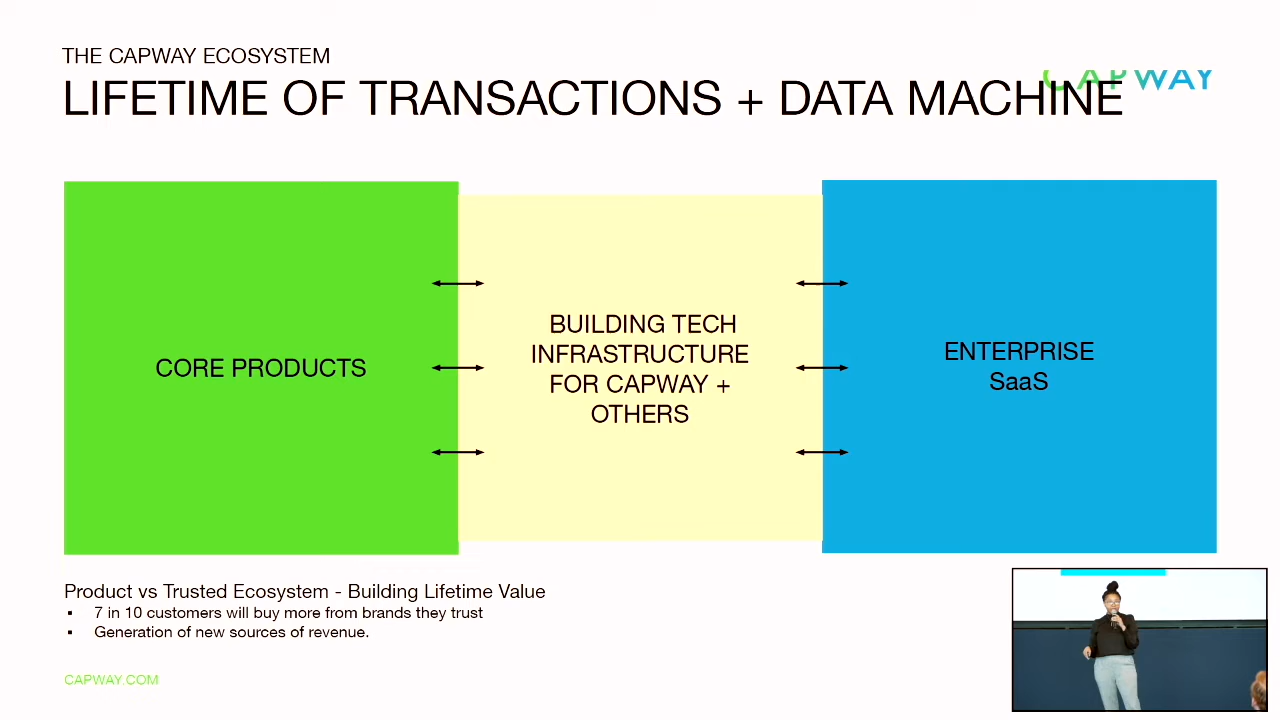 THE CAPWAY ECOSYSTEM
LIFETIME OF TRANSACTIONS + DATA MACHINE
CAPWAY
CORE PRODUCTS
BUILDING TECH
INFRASTRUCTURE
FOR CAPWAY +
OTHERS
ENTERPRISE
SaaS
Product vs Trusted Ecosystem - Building Lifetime Value
▪ 7 in 10 customers will buy more from brands they trust
▪ Generation of new sources of revenue.
CAPWAY.COM